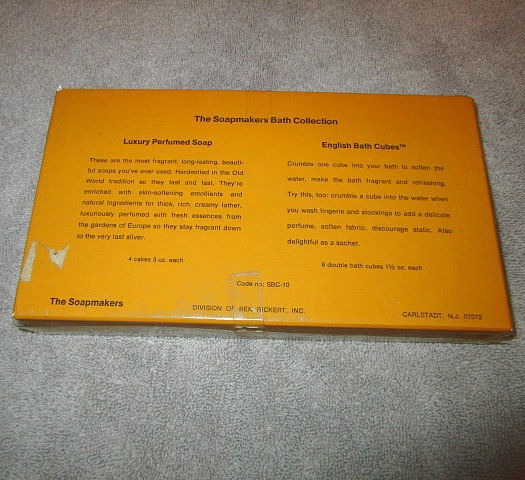 The Soapmakers Bath Collection
Luxury Perfumed Soap
These are the most fragrant, long-lasting, beauti-
ful soaps you've ever used. Hardmilled in the Old
World tradition so they last and last. They're
enriched with skin-softening emollients and
natural ingredients for thick, rich, creamy lather,
luxuriously perfumed with fresh essences from
the gardens of Europe so they stay fragrant down
to the very last sliver.
4 cakes 3 oz. each
English Bath Cubes™
Crumble one cube into your bath to soften the
water, make the bath fragrant and refreshing.
Try this, too: crumble a cube into the water when
you wash lingerie and stockings to add a delicate
perfume, soften fabric, discourage static. Also
delightful as a sachet.
6 double bath cubes 1½ oz. each
Code no: SBC-10
The Soapmakers
DIVISION OF BEN RICKERT, INC.
CARLSTADT, N.J. 07072